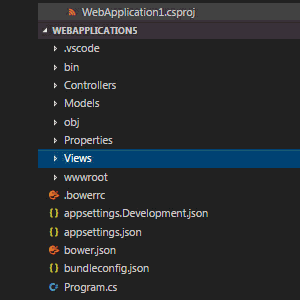 WebApplication1.csproj
WEBAPPLICATIONS
.vscode
bin
Controllers
Models
obj
Properties
Views
wwwroot
.bowerrc
appsettings.Development.json
appsettings.json
bower.json
bundleconfig.json
Program.cs